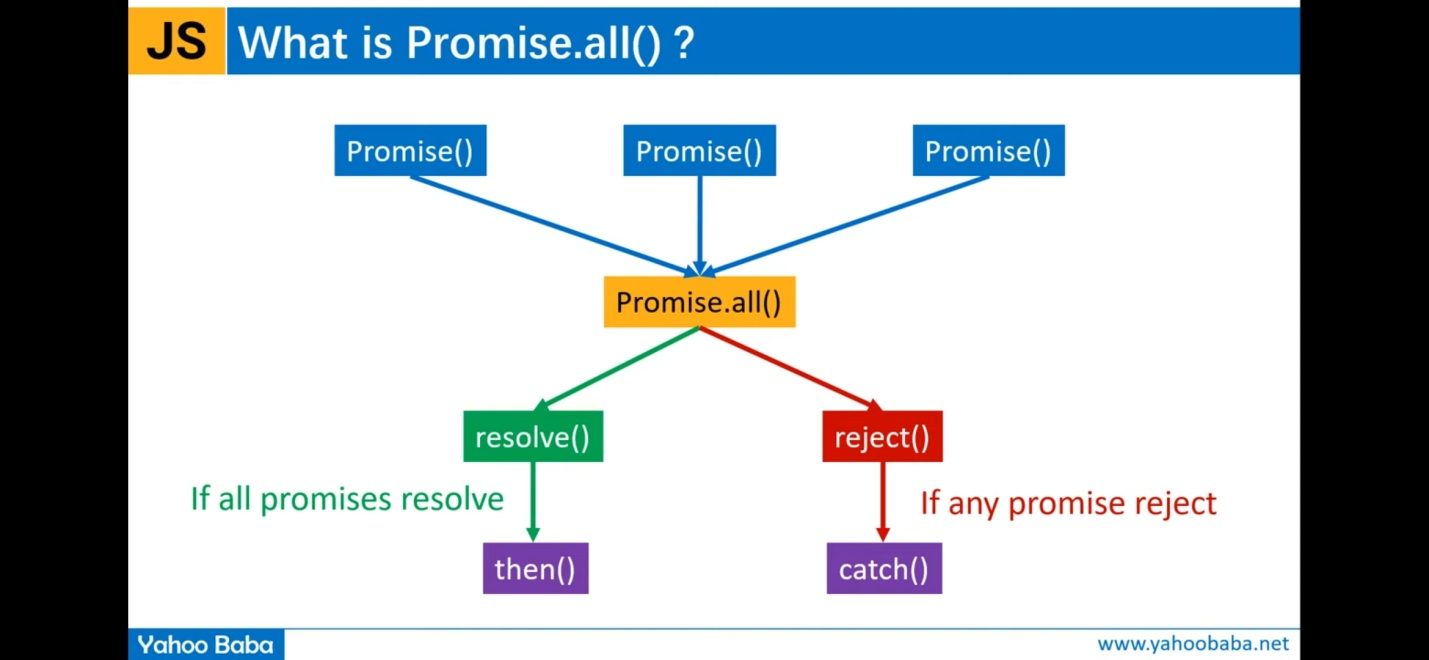 JS What is Promise.all() ?
Promise() Promise() Promise()
Promise.all()
resolve() reject()
If all promises resolve If any promise reject
then() catch()
Yahoo Baba www.yahoobaba.net